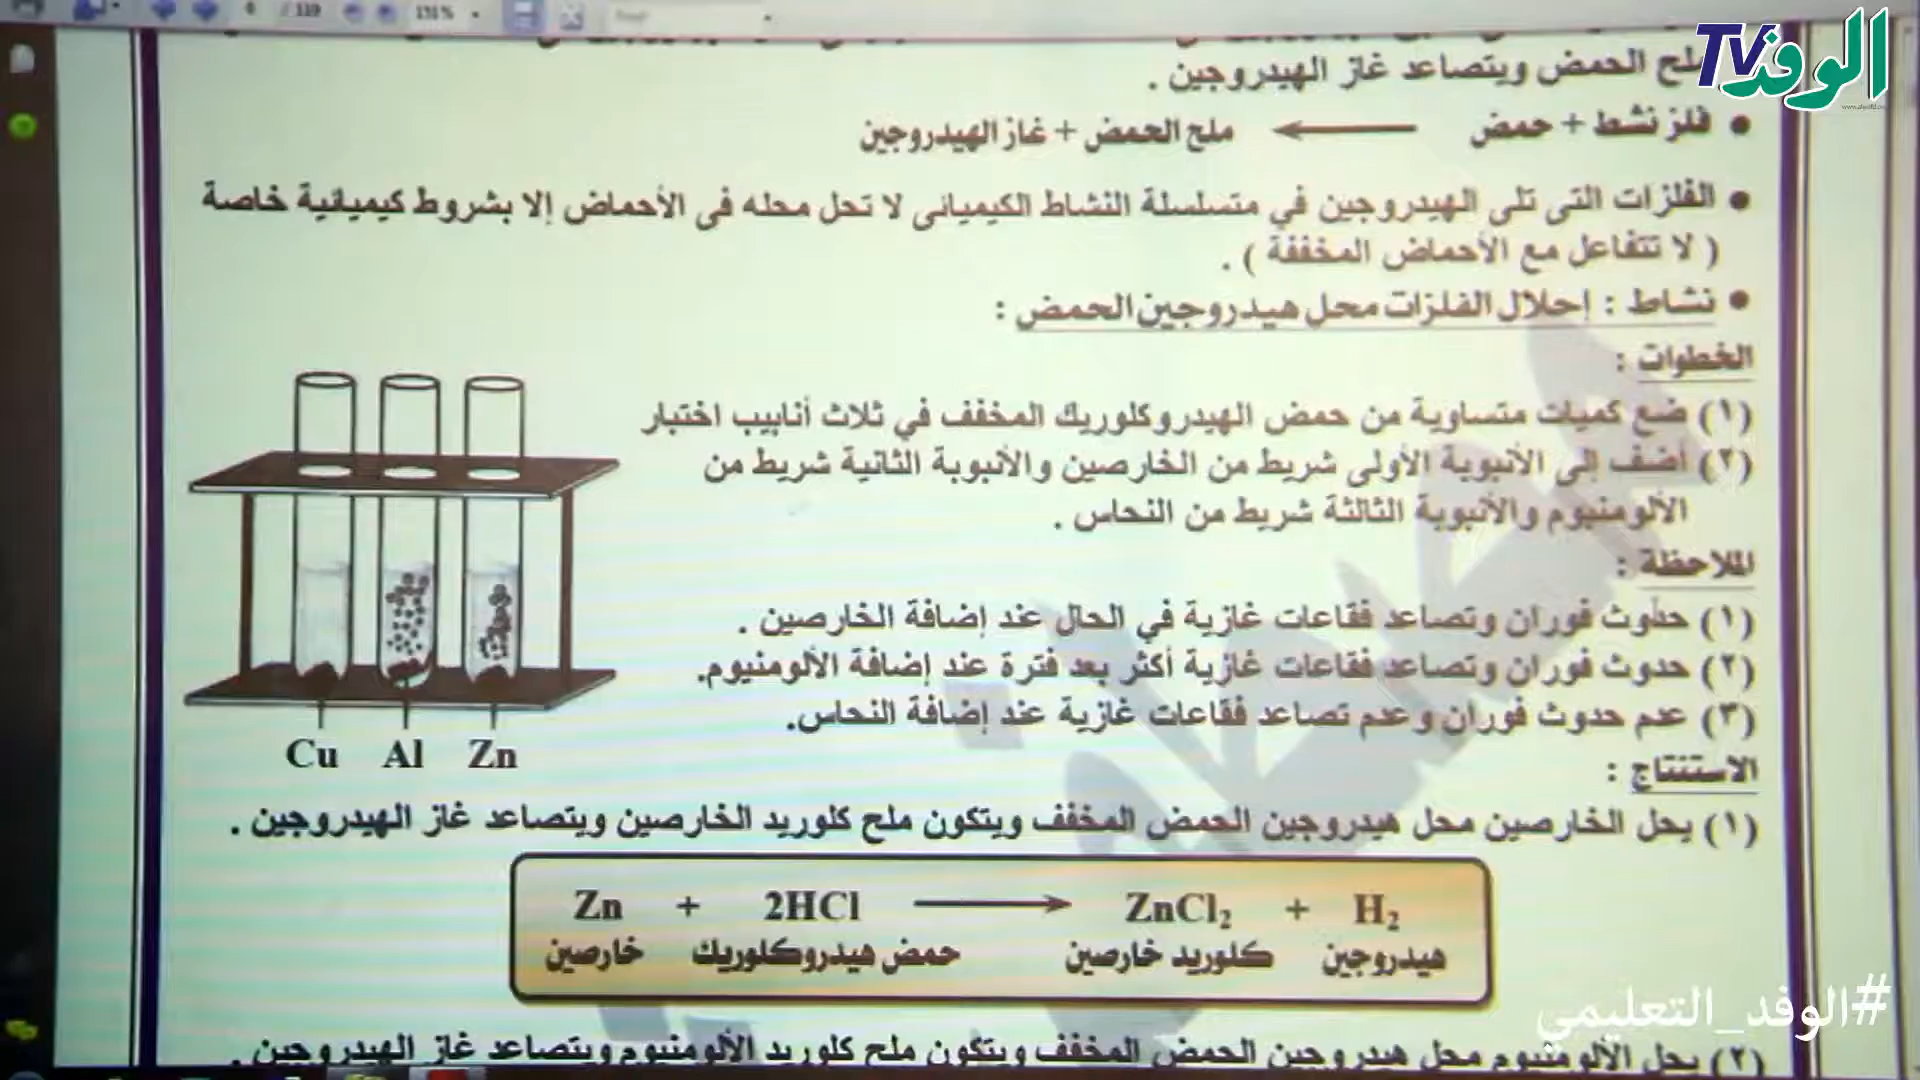 6 / 119
151%
الوفد TV
ملح الحمض ويتصاعد غاز الهيدروجين .
• فلز نشط + حمض ← ملح الحمض + غاز الهيدروجين
• الفلزات التى تلى الهيدروجين في متسلسلة النشاط الكيميائى لا تحل محله فى الأحماض إلا بشروط كيميائية خاصة
( لا تتفاعل مع الأحماض المخففة ) .
• نشاط : إحلال الفلزات محل هيدروجين الحمض :
الخطوات :
(١) ضع كميات متساوية من حمض الهيدروكلوريك المخفف في ثلاث أنابيب اختبار
(٢) أضف إلى الأنبوبة الأولى شريط من الخارصين والأنبوبة الثانية شريط من
الألومنيوم والأنبوبة الثالثة شريط من النحاس .
الملاحظة :
(١) حدوث فوران وتصاعد فقاعات غازية في الحال عند إضافة الخارصين .
(٢) حدوث فوران وتصاعد فقاعات غازية أكثر بعد فترة عند إضافة الألومنيوم.
(٣) عدم حدوث فوران وعدم تصاعد فقاعات غازية عند إضافة النحاس.
Cu Al Zn
الاستنتاج :
(١) يحل الخارصين محل هيدروجين الحمض المخفف ويتكون ملح كلوريد الخارصين ويتصاعد غاز الهيدروجين .
Zn + 2HCl → ZnCl₂ + H₂
خارصين حمض هيدروكلوريك كلوريد خارصين هيدروجين
(٢) يحل الألومنيوم محل هيدروجين الحمض المخفف ويتكون ملح كلوريد الألومنيوم ويتصاعد غاز الهيدروجين .
#الوفد_التعليمي